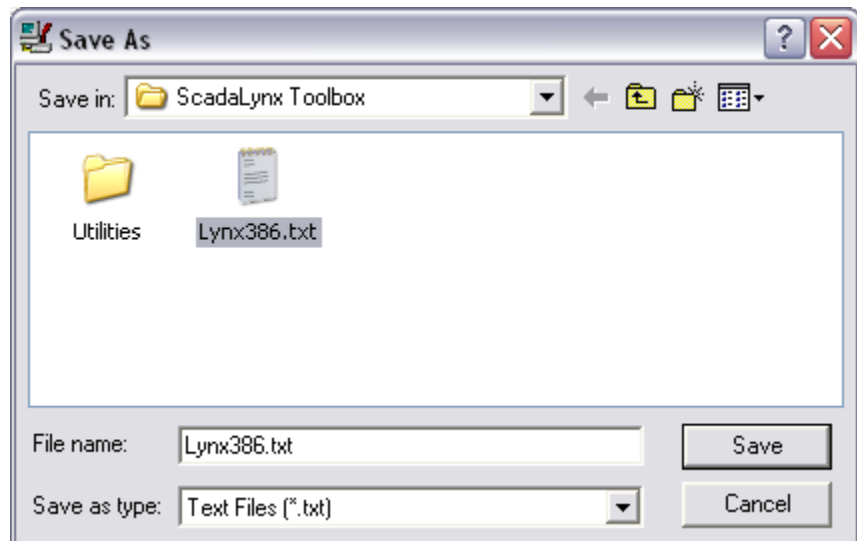 Save As
Save in: ScadaLynx Toolbox
Utilities Lynx386.txt
File name: Lynx386.txt Save
Save as type: Text Files (*.txt) Cancel